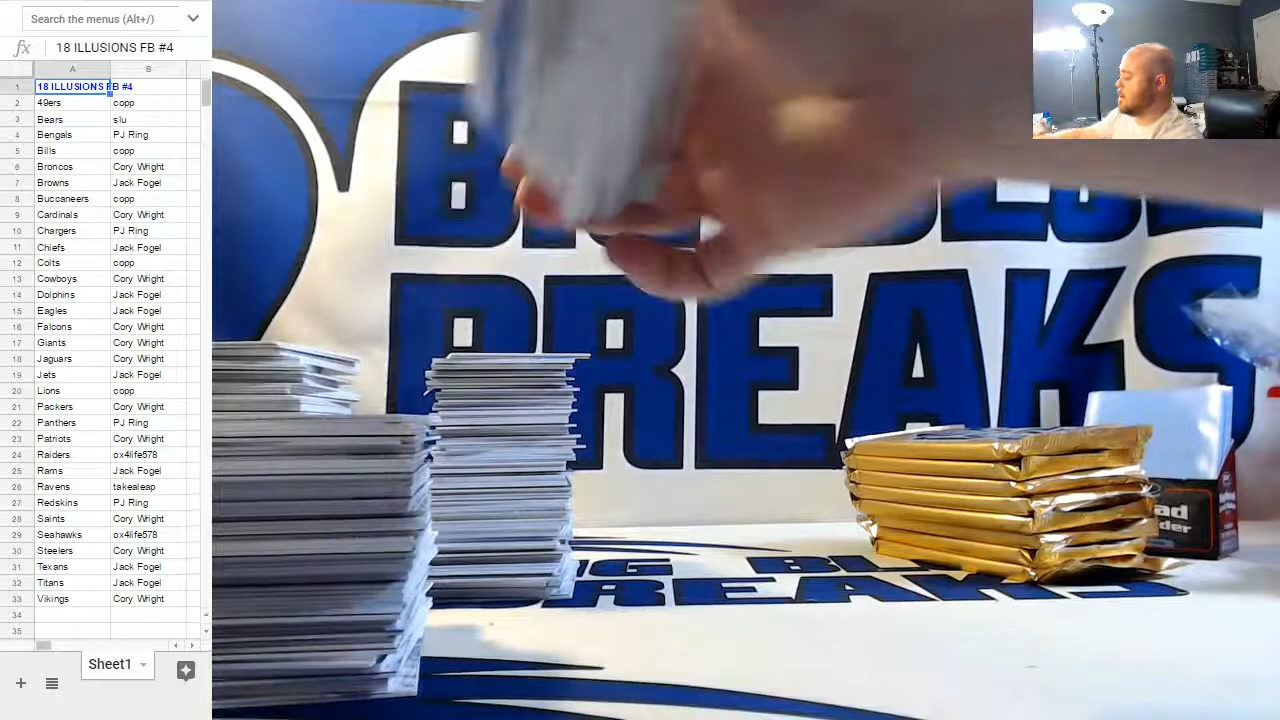 Search the menus (Alt+/)
fx 18 ILLUSIONS FB #4
A B
18 ILLUSIONS FB #4
2 49ers copp
3 Bears slu
4 Bengals PJ Ring
5 Bills copp
6 Broncos Cory Wright
7 Browns Jack Fogel
8 Buccaneers copp
9 Cardinals Cory Wright
10 Chargers PJ Ring
11 Chiefs Jack Fogel
12 Colts copp
13 Cowboys Cory Wright
14 Dolphins Jack Fogel
15 Eagles Jack Fogel
16 Falcons Cory Wright
17 Giants Cory Wright
18 Jaguars Cory Wright
19 Jets Jack Fogel
20 Lions copp
21 Packers Cory Wright
22 Panthers PJ Ring
23 Patriots Cory Wright
24 Raiders ox4life578
25 Rams Jack Fogel
26 Ravens takealeap
27 Redskins PJ Ring
28 Saints Cory Wright
29 Seahawks ox4life578
30 Steelers Cory Wright
31 Texans Jack Fogel
32 Titans Jack Fogel
Vikings Cory Wright
34
Sheet1
BIG BLUE
BREAKS
BREAKS